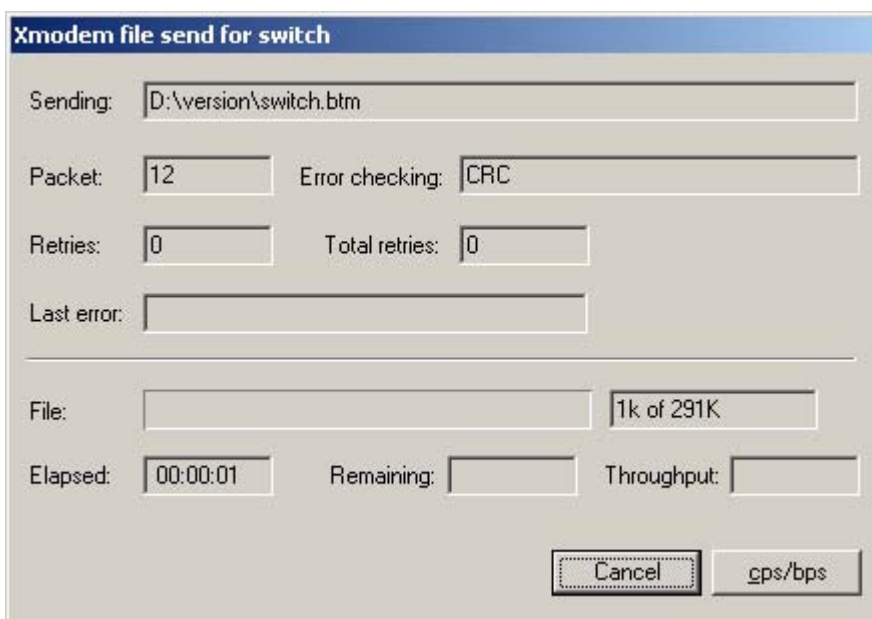 Xmodem file send for switch
Sending: D:\version\switch.btm
Packet: 12 Error checking: CRC
Retries: 0 Total retries: 0
Last error:
File: 1k of 291K
Elapsed: 00:00:01 Remaining: Throughput:
Cancel cps/bps